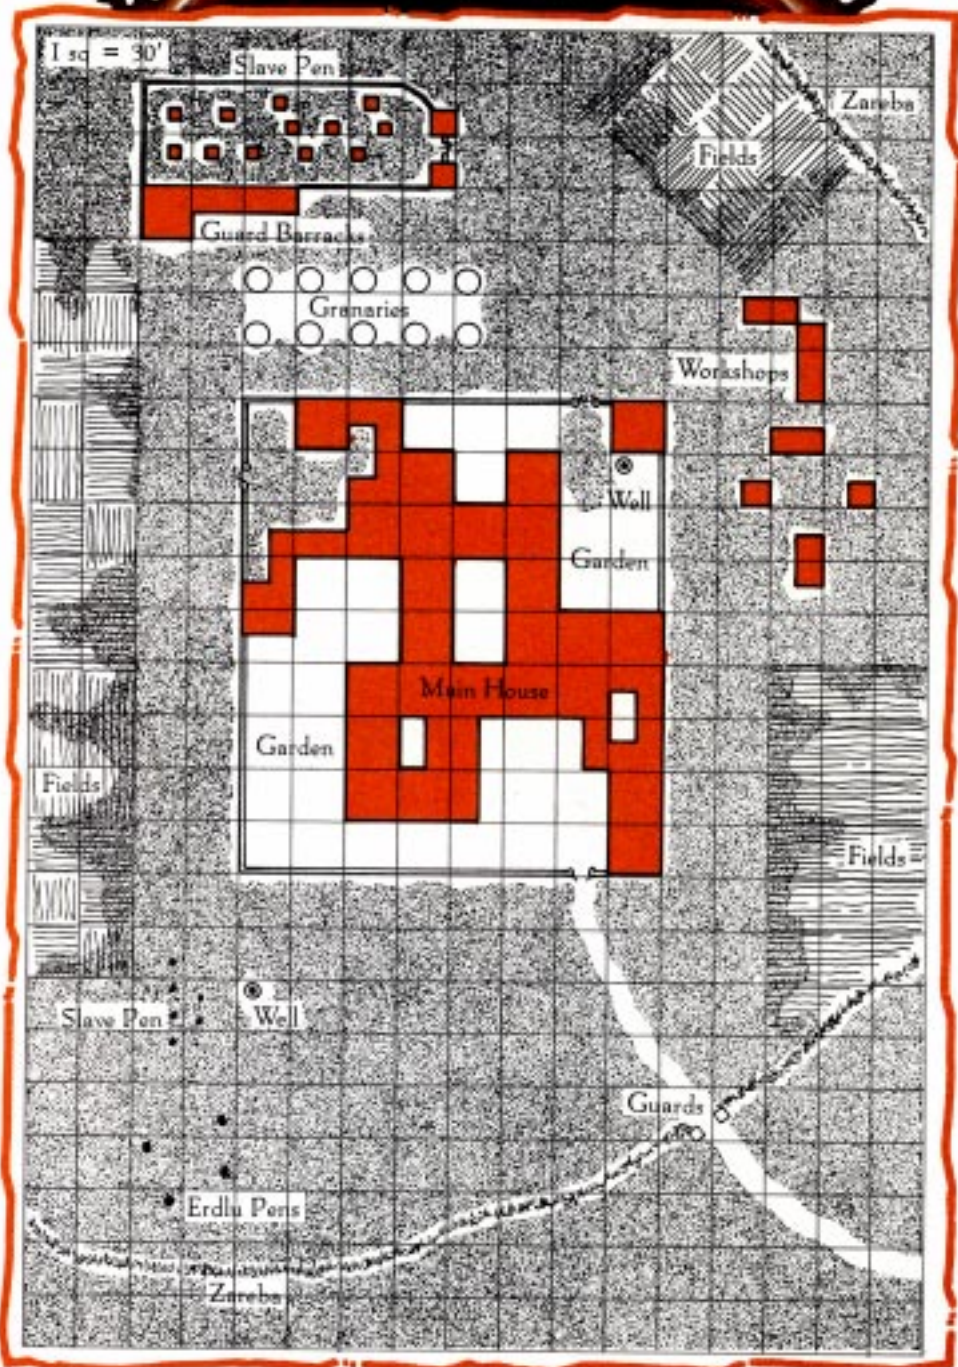 1 sq = 30'
Slave Pen
Zareba
Fields
Guard Barracks
Granaries
Workshops
Well
Garden
Main House
Garden
Fields
Fields
Slave Pen
Well
Guards
Erdlu Pens
Zareba